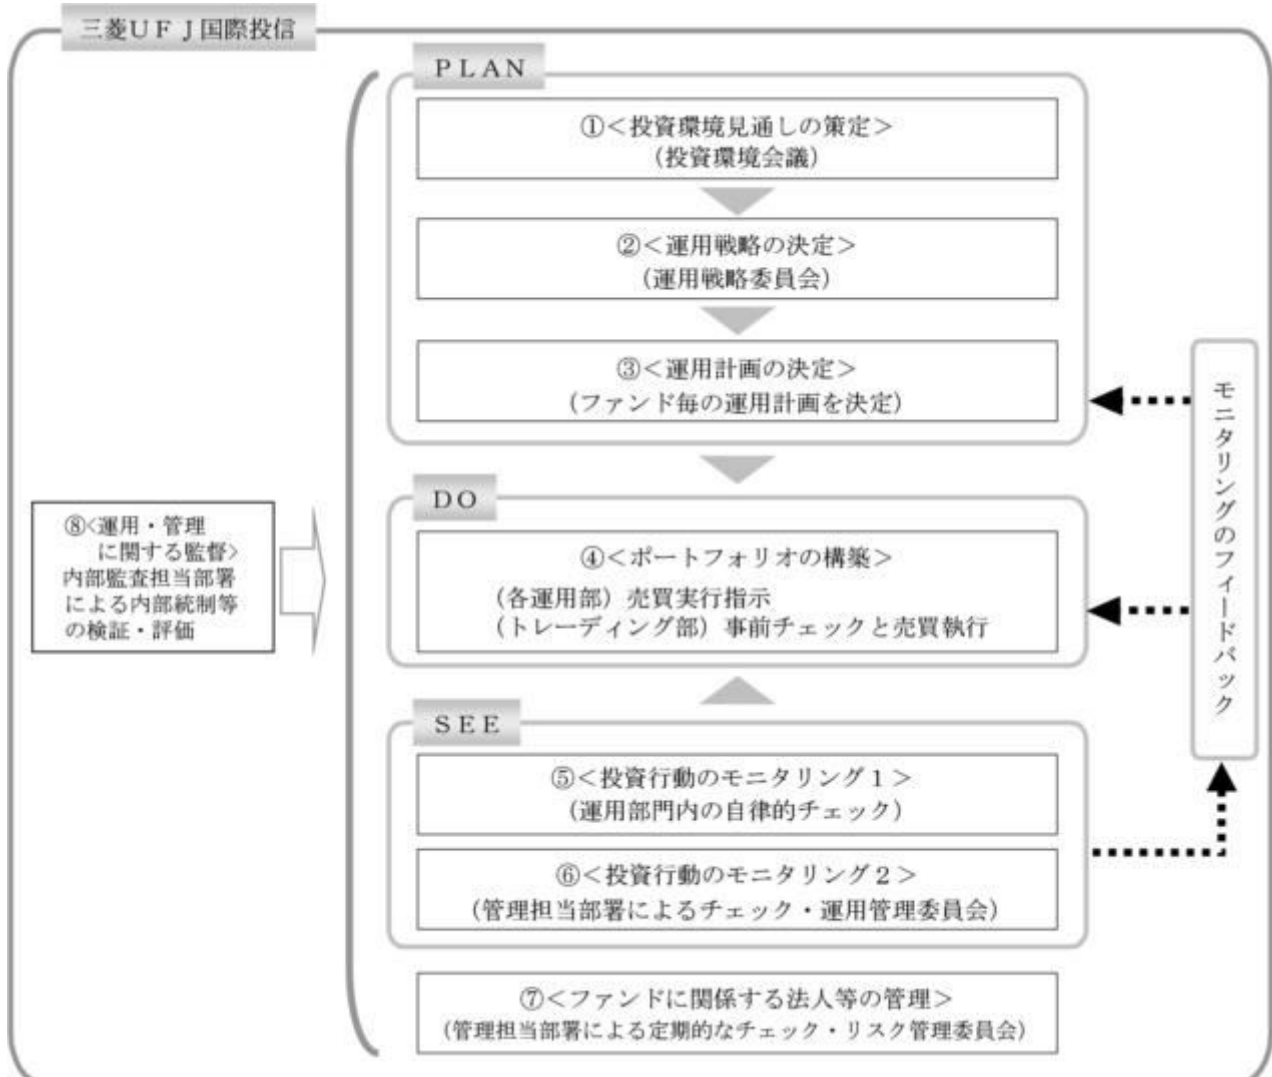 三菱ＵＦＪ国際投信
ＰＬＡＮ
①＜投資環境見通しの策定＞
（投資環境会議）
②＜運用戦略の決定＞
（運用戦略委員会）
③＜運用計画の決定＞
（ファンド毎の運用計画を決定）
ＤＯ
④＜ポートフォリオの構築＞
（各運用部）売買実行指示
（トレーディング部）事前チェックと売買執行
ＳＥＥ
⑤＜投資行動のモニタリング１＞
（運用部門内の自律的チェック）
⑥＜投資行動のモニタリング２＞
（管理担当部署によるチェック・運用管理委員会）
⑦＜ファンドに関係する法人等の管理＞
（管理担当部署による定期的なチェック・リスク管理委員会）
⑧＜運用・管理
に関する監督＞
内部監査担当部署
による内部統制等
の検証・評価
モニタリングのフィードバック